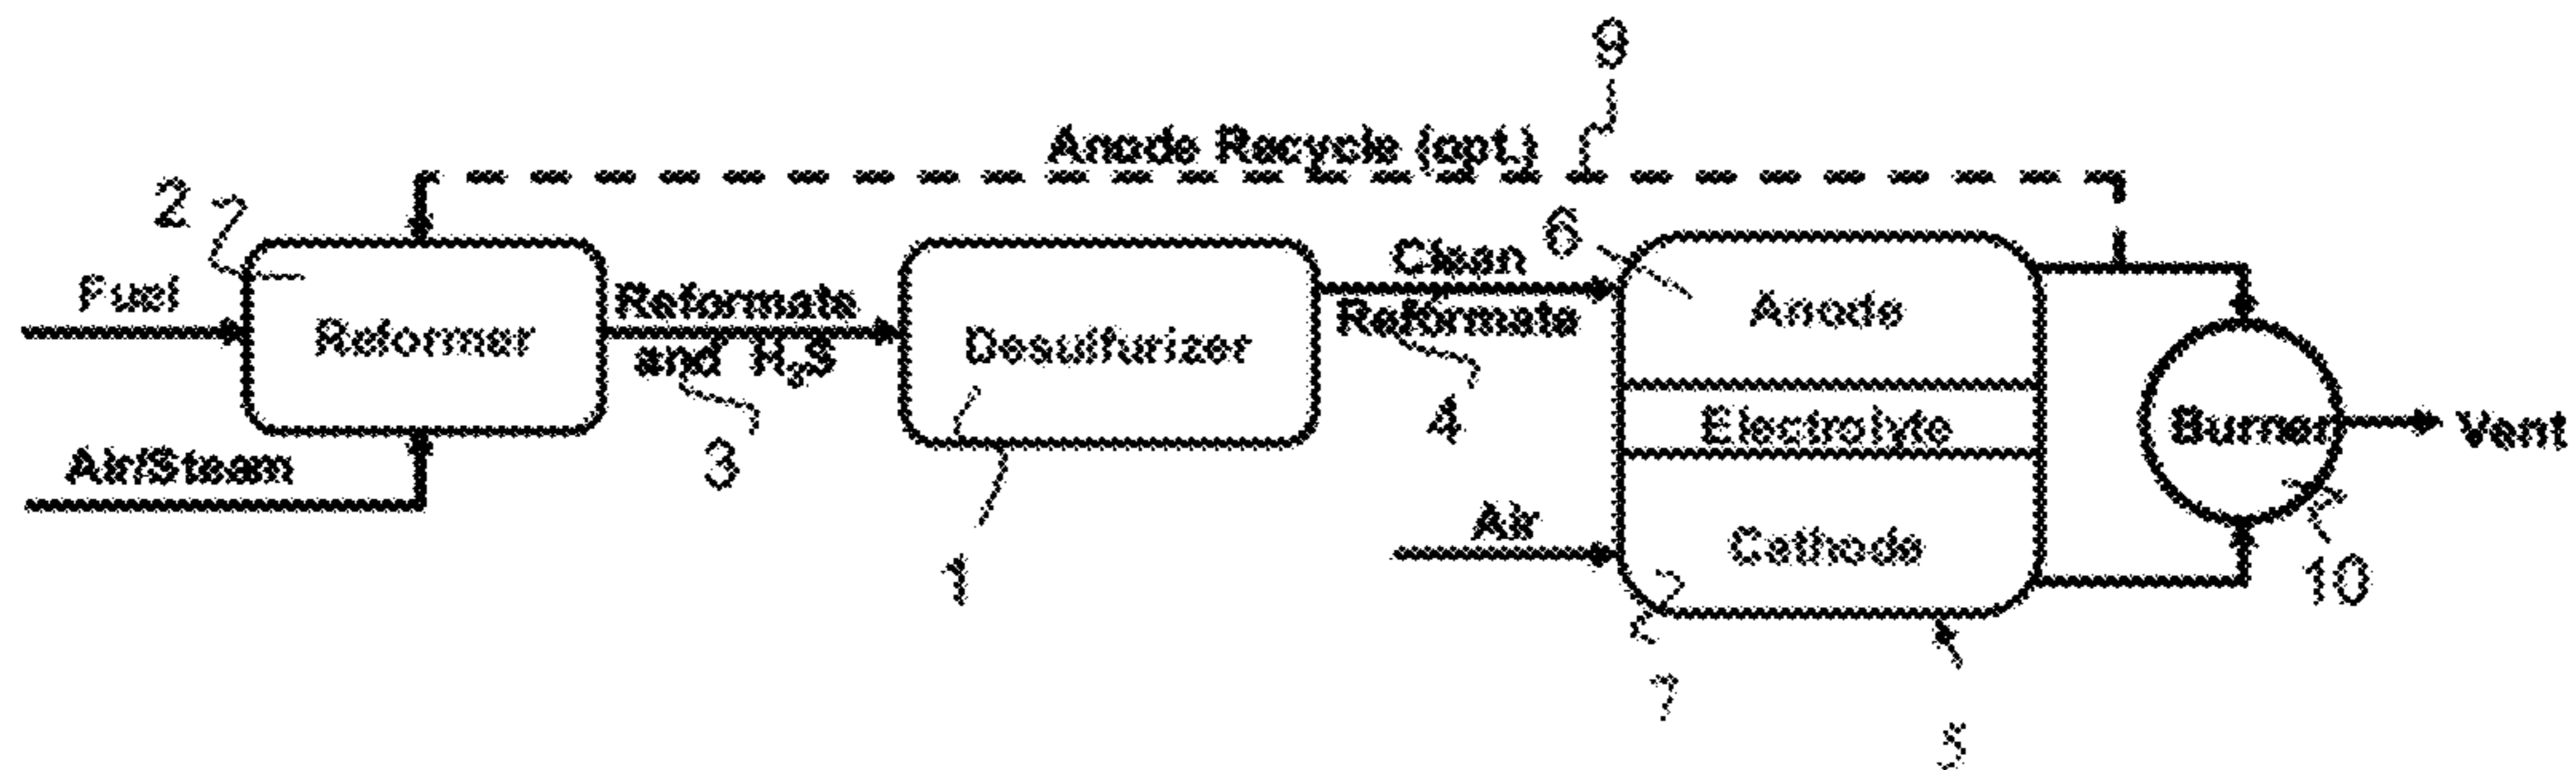 9
Anode Recycle (opt.)
2
6
Clean
Fuel
Reformate
Reformate
Anode
Reformer
Desulfurizer
and H2S
4
Electrolyte
Burner
Vent
3
Air/Steam
Air
Cathode
1
10
7
5